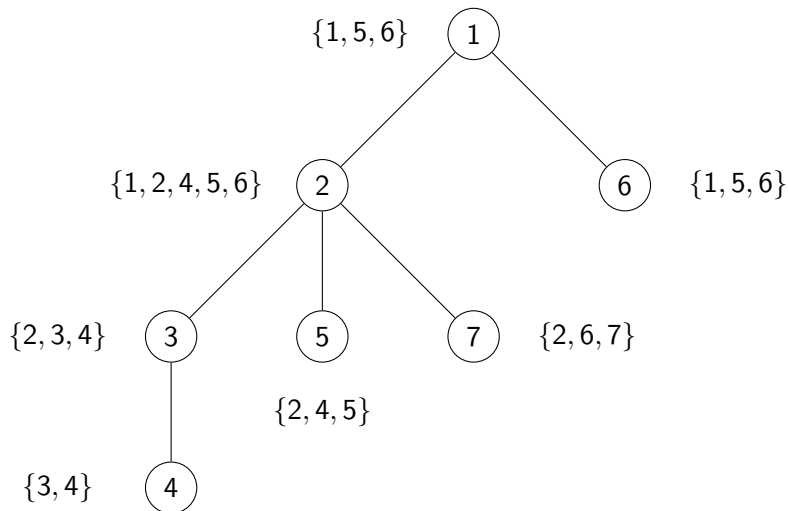 {1, 5, 6} 1
{1, 2, 4, 5, 6} 2 6 {1, 5, 6}
{2, 3, 4} 3 5 7 {2, 6, 7}
{2, 4, 5}
{3, 4} 4